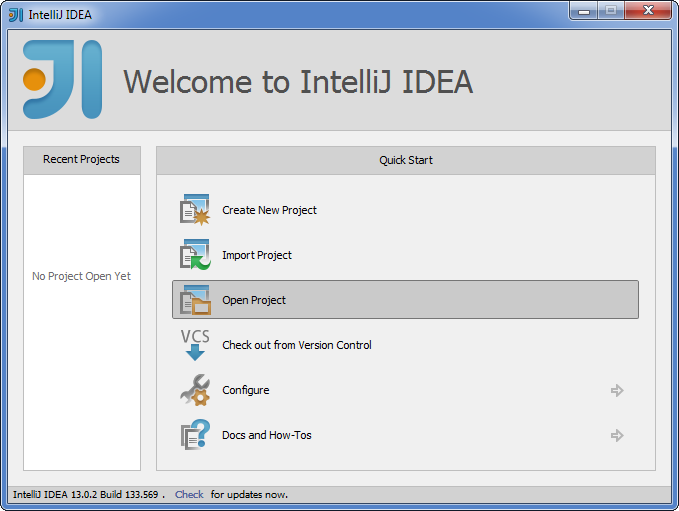 IntelliJ IDEA
JI
Welcome to IntelliJ IDEA
Recent Projects
No Project Open Yet
Quick Start
Create New Project
Import Project
Open Project
VCS
Check out from Version Control
Configure
Docs and How-Tos
IntelliJ IDEA 13.0.2 Build 133.569 . Check for updates now.